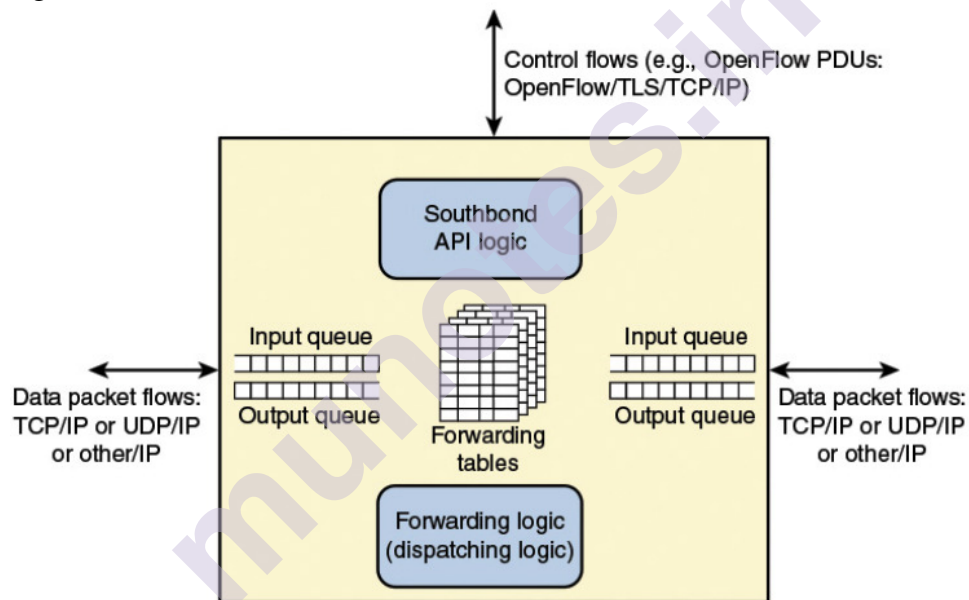 Control flows (e.g., OpenFlow PDUs:
OpenFlow/TLS/TCP/IP)
Southbond
API logic
Input queue
Output queue
Forwarding
tables
Input queue
Output queue
Data packet flows:
TCP/IP or UDP/IP
or other/IP
Data packet flows:
TCP/IP or UDP/IP
or other/IP
Forwarding logic
(dispatching logic)
munotes.in